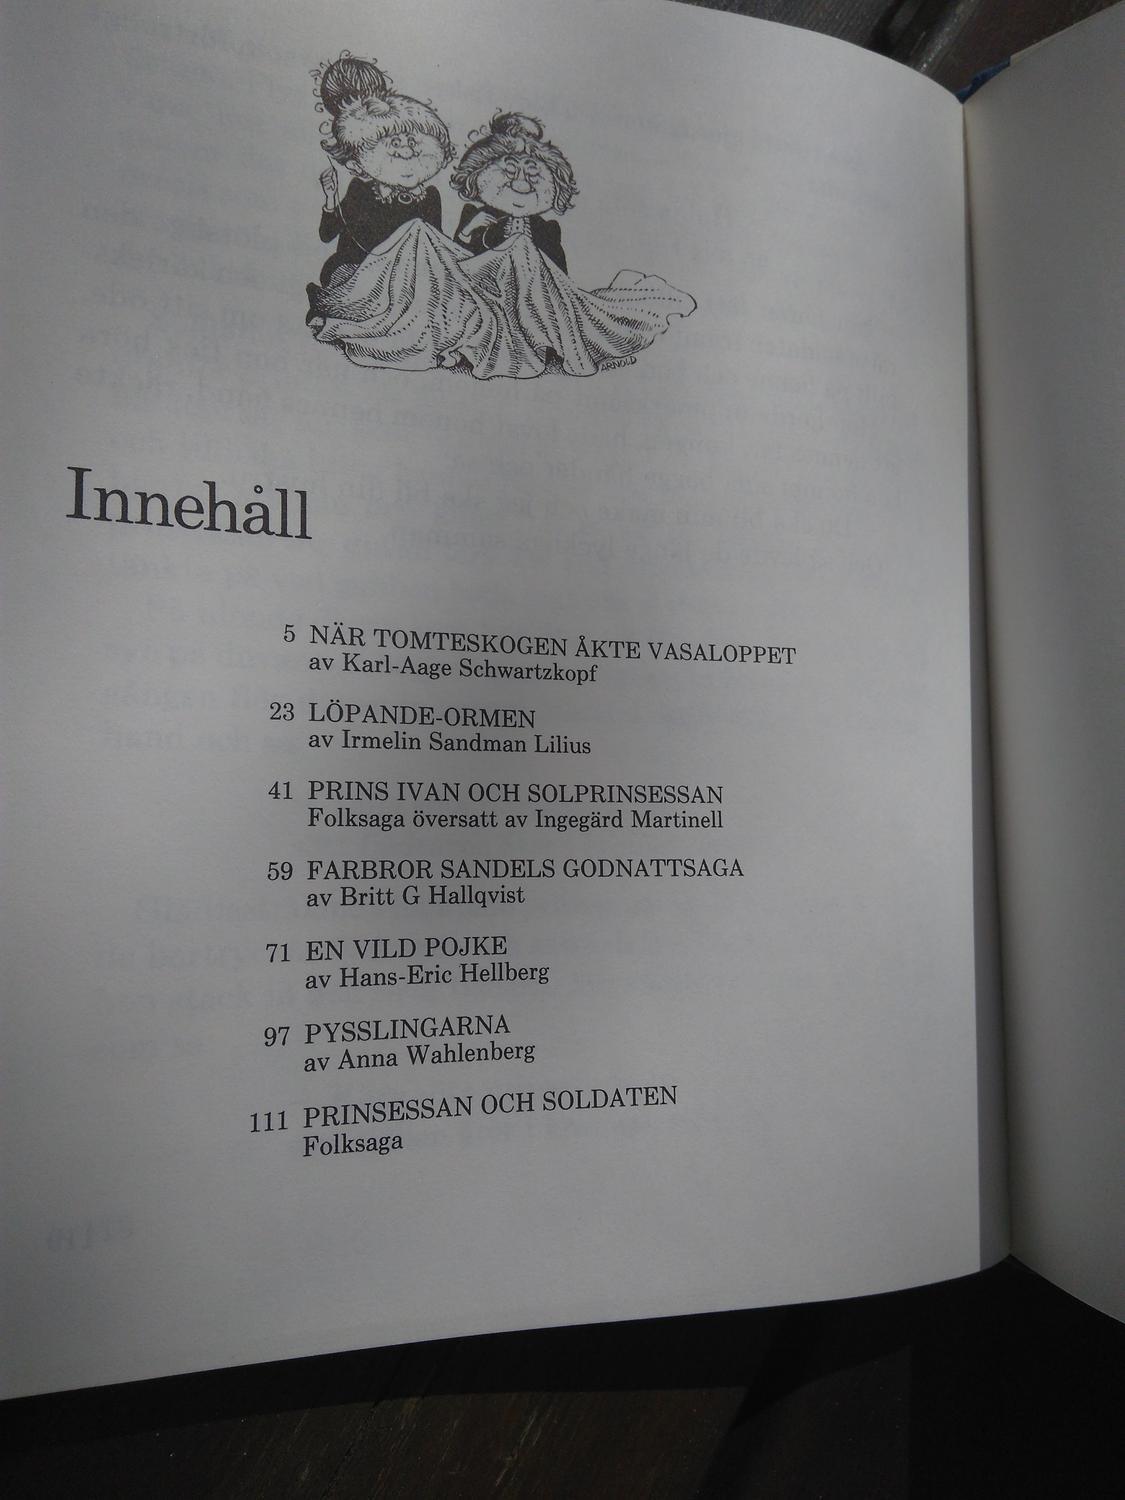 ARNOLD
Innehåll
5 NÄR TOMTESKOGEN ÅKTE VASALOPPET
av Karl-Aage Schwartzkopf
23 LÖPANDE-ORMEN
av Irmelin Sandman Lilius
41 PRINS IVAN OCH SOLPRINSESSAN
Folksaga översatt av Ingegärd Martinell
59 FARBROR SANDELS GODNATTSAGA
av Britt G Hallqvist
71 EN VILD POJKE
av Hans-Eric Hellberg
97 PYSSLINGARNA
av Anna Wahlenberg
111 PRINSESSAN OCH SOLDATEN
Folksaga